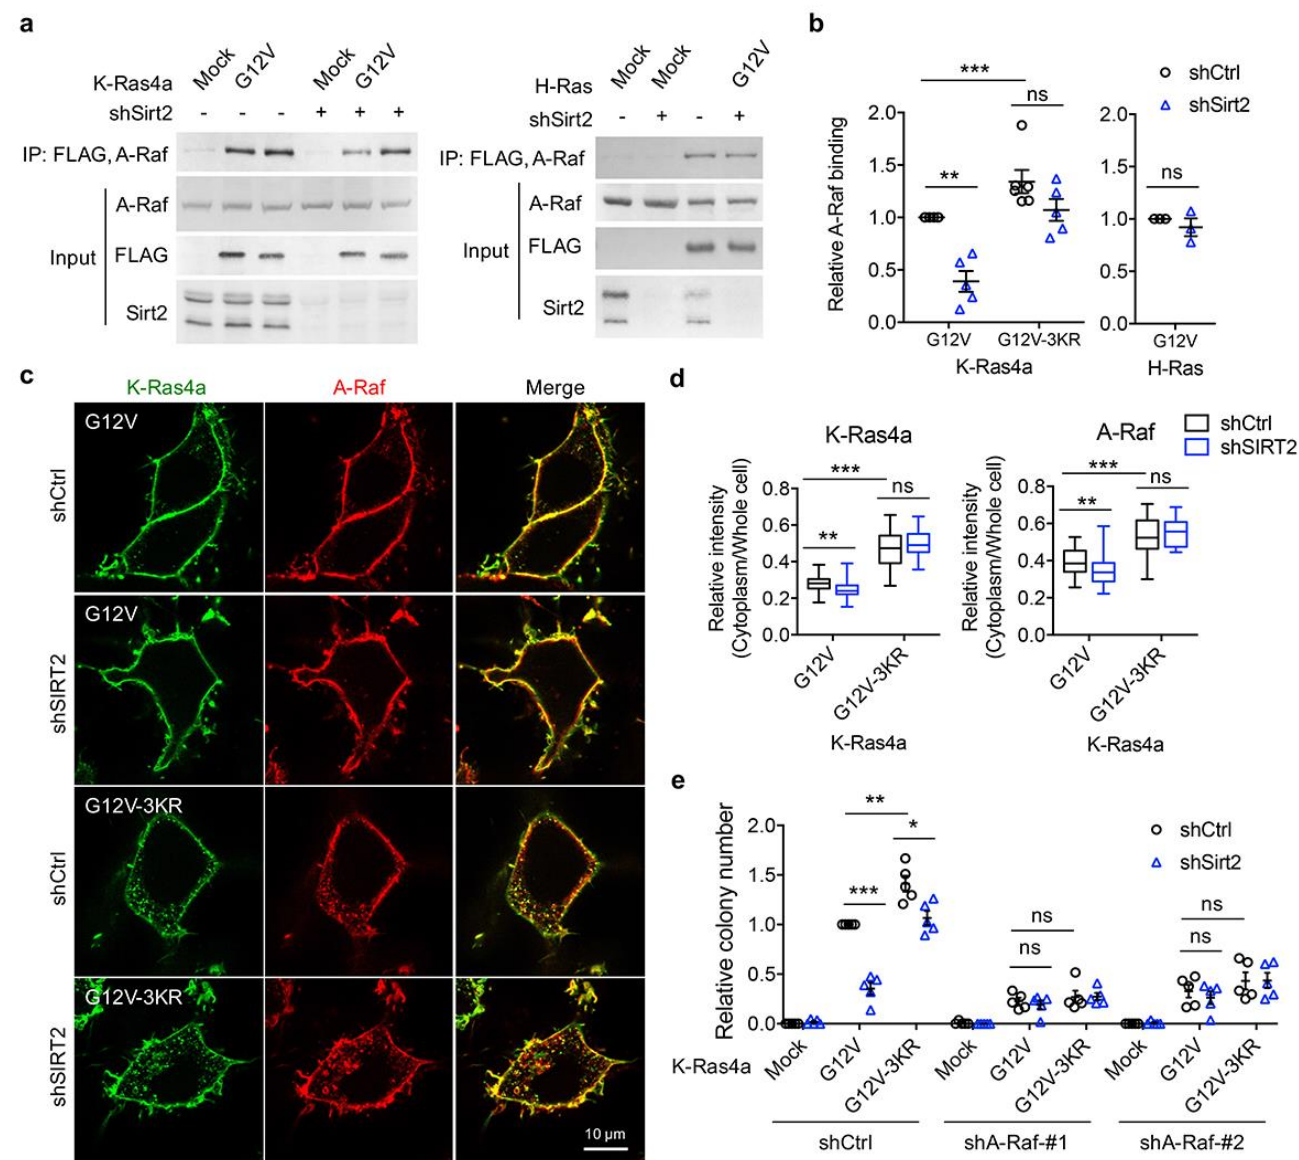 a
K-Ras4a Mock G12V Mock G12V
shSirt2 - - - + + +
IP: FLAG, A-Raf
A-Raf
Input FLAG
Sirt2
H-Ras Mock Mock G12V
shSirt2 - + - +
IP: FLAG, A-Raf
A-Raf
Input FLAG
Sirt2
b
shCtrl
shSirt2
Relative A-Raf binding
2.0
1.5
1.0
0.5
0.0
*** ns
**
G12V G12V-3KR
K-Ras4a
2.0
1.5
1.0
0.5
0.0
ns
G12V
H-Ras
c
K-Ras4a A-Raf Merge
shCtrl G12V
shSIRT2 G12V
shCtrl G12V-3KR
shSIRT2 G12V-3KR
10 µm
d
shCtrl
shSIRT2
K-Ras4a
Relative intensity
(Cytoplasm/Whole cell)
0.8
0.6
0.4
0.2
0.0
*** ns
**
G12V G12V-3KR
K-Ras4a
A-Raf
Relative intensity
(Cytoplasm/Whole cell)
0.8
0.6
0.4
0.2
0.0
*** ns
**
G12V G12V-3KR
K-Ras4a
e
shCtrl
shSirt2
Relative colony number
2.0
1.5
1.0
0.5
0.0
** *
***
ns
ns
ns
ns
K-Ras4a Mock G12V G12V-3KR Mock G12V G12V-3KR Mock G12V G12V-3KR
shCtrl shA-Raf-#1 shA-Raf-#2